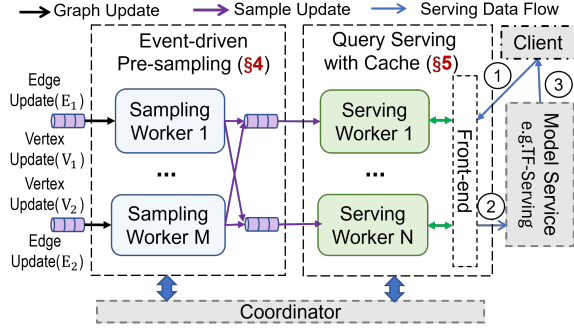 Graph Update
Sample Update
Serving Data Flow
Event-driven
Pre-sampling (§4)
Query Serving
with Cache (§5)
Client
Edge
Update(E1)
Vertex
Update(V1)
Vertex
Update(V2)
Edge
Update(E2)
Sampling
Worker 1
...
Sampling
Worker M
Serving
Worker 1
...
Serving
Worker N
Front-end
1
2
3
Model Service
e.g.TF-Serving
Coordinator